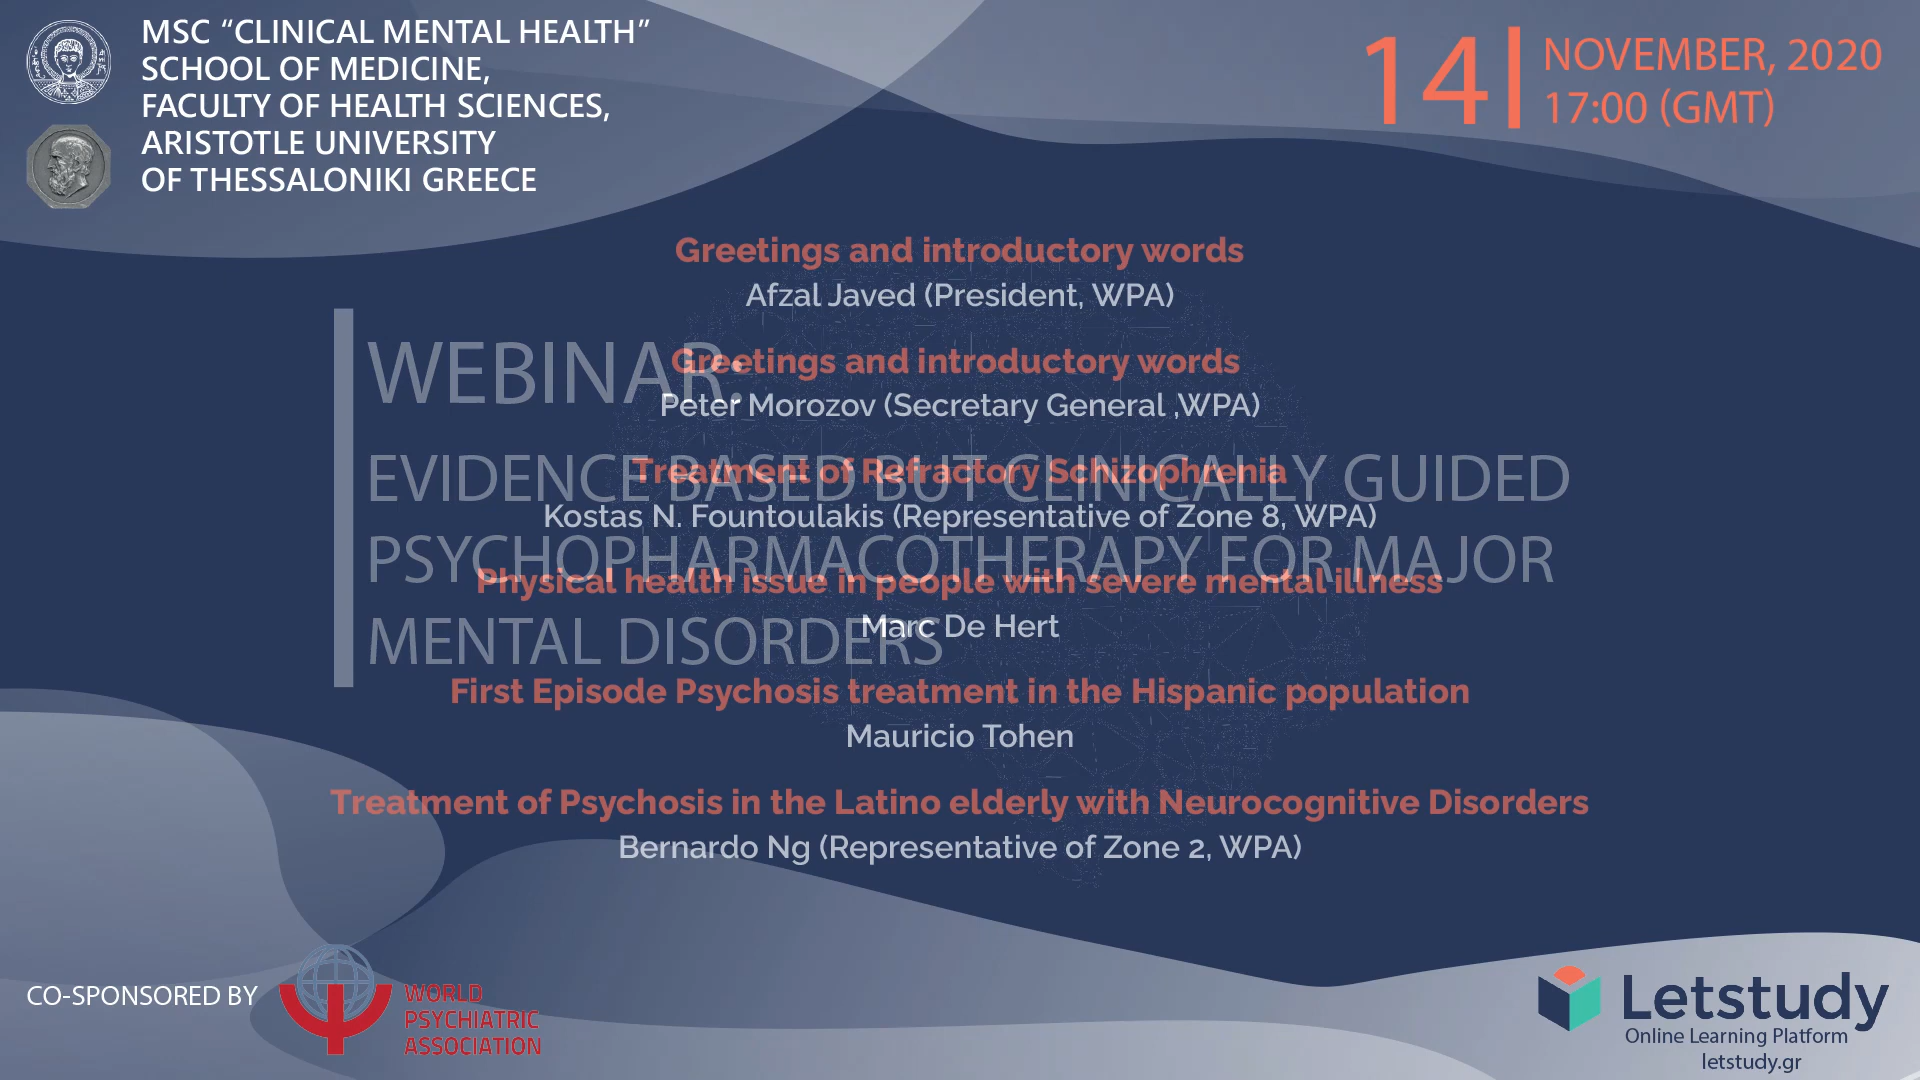 MSC “CLINICAL MENTAL HEALTH”
SCHOOL OF MEDICINE,
FACULTY OF HEALTH SCIENCES,
ARISTOTLE UNIVERSITY
OF THESSALONIKI GREECE
14
NOVEMBER, 2020
17:00 (GMT)
Greetings and introductory words
Afzal Javed (President, WPA)
Greetings and introductory words
Peter Morozov (Secretary General ,WPA)
Treatment of Refractory Schizophrenia
Kostas N. Fountoulakis (Representative of Zone 8, WPA)
Physical health issue in people with severe mental illness
Marc De Hert
First Episode Psychosis treatment in the Hispanic population
Mauricio Tohen
Treatment of Psychosis in the Latino elderly with Neurocognitive Disorders
Bernardo Ng (Representative of Zone 2, WPA)
WEBINAR:
EVIDENCE BASED BUT CLINICALLY GUIDED
PSYCHOPHARMACOTHERAPY FOR MAJOR
MENTAL DISORDERS
CO-SPONSORED BY
WORLD
PSYCHIATRIC
ASSOCIATION
Letstudy
Online Learning Platform
letstudy.gr